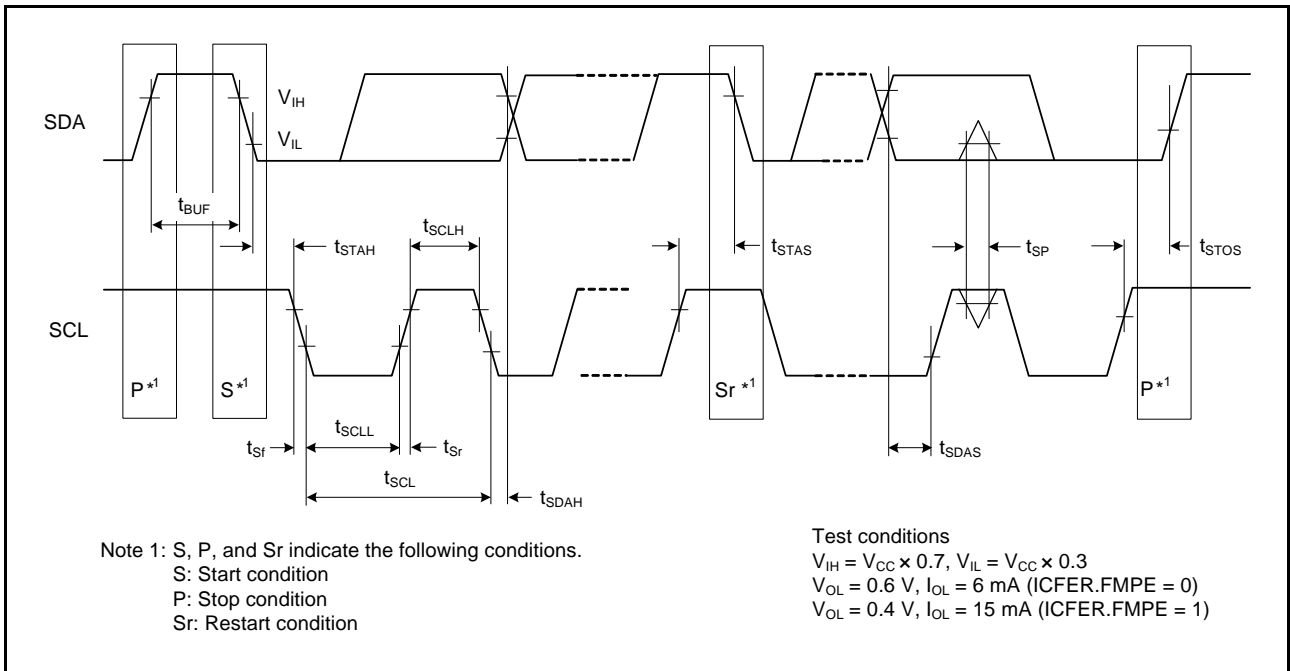 SDA
V_IH
V_IL
t_BUF
t_STAH
t_SCLH
t_STAS
t_SP
t_STOS
SCL
P*1
S*1
Sr *1
P*1
t_Sf
t_SCLL
t_Sr
t_SDAS
t_SCL
t_SDAH
Note 1: S, P, and Sr indicate the following conditions.
S: Start condition
P: Stop condition
Sr: Restart condition
Test conditions
V_IH = V_CC × 0.7, V_IL = V_CC × 0.3
V_OL = 0.6 V, I_OL = 6 mA (ICFER.FMPE = 0)
V_OL = 0.4 V, I_OL = 15 mA (ICFER.FMPE = 1)